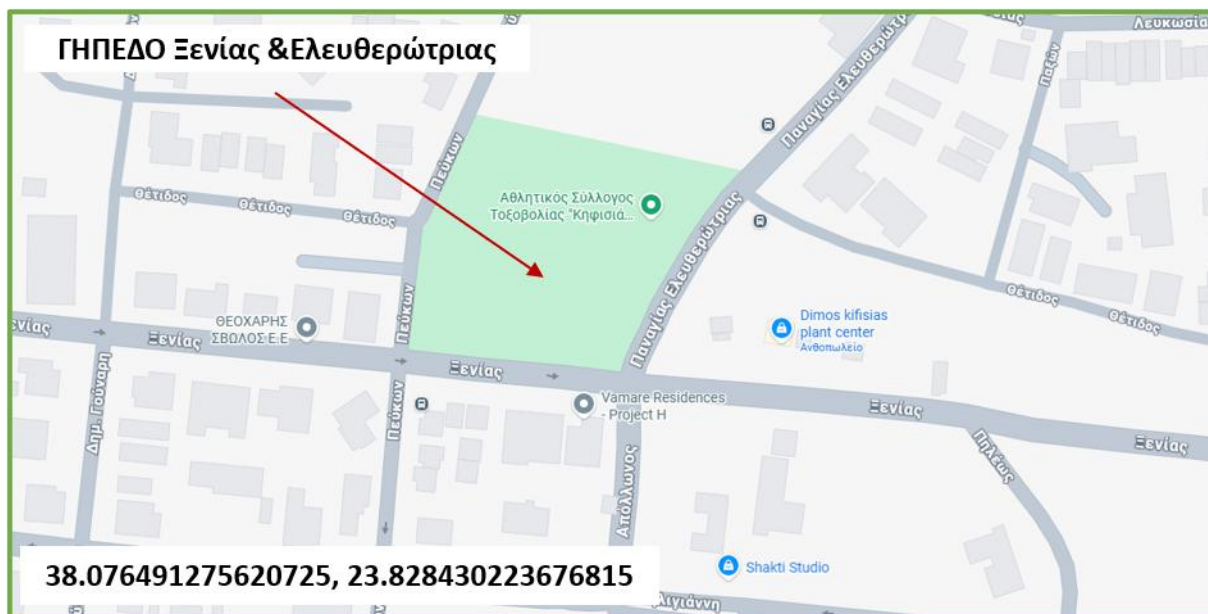 ΓΗΠΕΔΟ Ξενίας &Ελευθερώτριας
Λευκωσία
Παξών
Παναγίας Ελευθερώτριας
Πεύκων
Αθλητικός Σύλλογος
Τοξοβολίας "Κηφισιά...
Θέτιδος
Θέτιδος
Θέτιδος
Παναγίας Ελευθερώτριας
Θέτιδος
Θέτιδος
Πεύκων
ΘΕΟΧΑΡΗΣ
ΣΒΩΛΟΣ Ε.Ε
Dimos kifisias
plant center
Ανθοπωλείο
Ξενίας
Ξενίας
Vamare Residences
- Project H
Ξενίας
Ξενίας
Δημ. Γούναρη
Πεύκων
Απόλλωνος
Πηλέως
Shakti Studio
38.076491275620725, 23.828430223676815